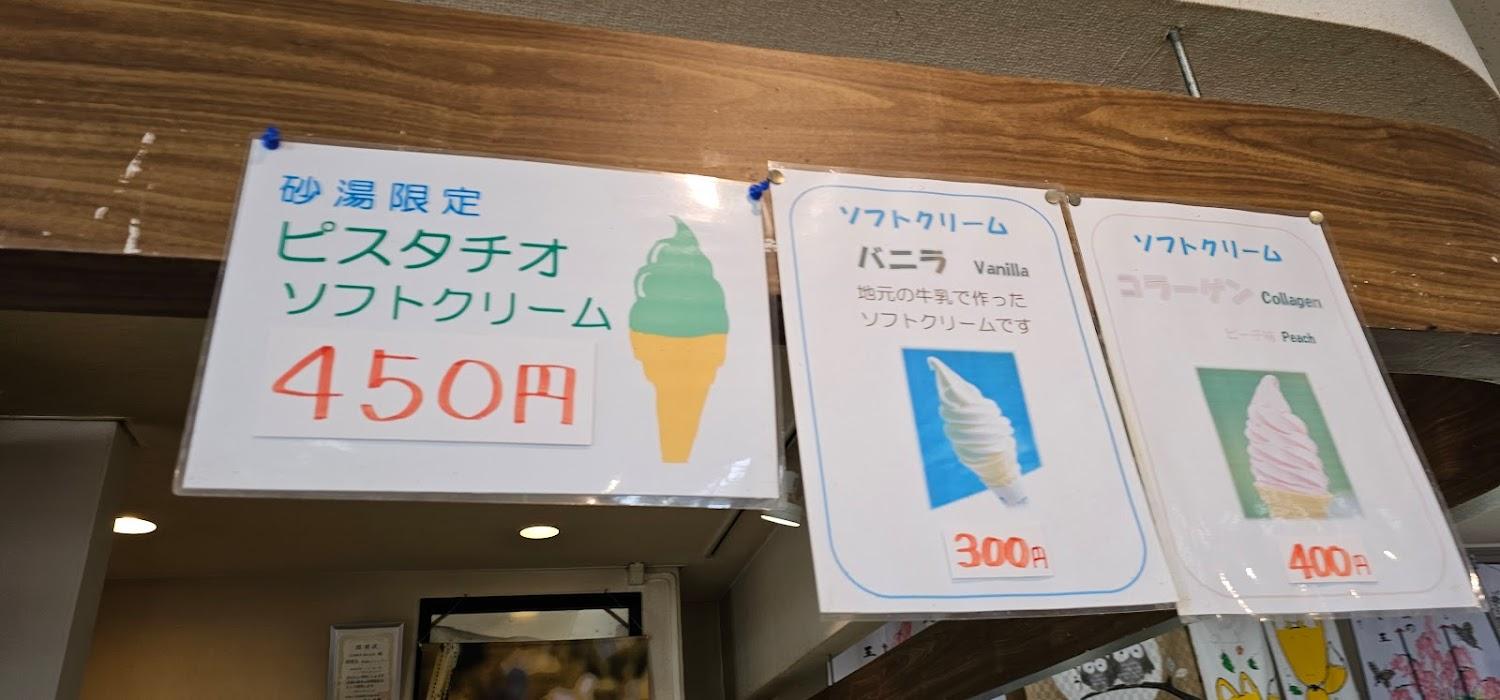 砂湯限定
ピスタチオ
ソフトクリーム
450円
ソフトクリーム
バニラ Vanilla
地元の牛乳で作った
ソフトクリームです
300円
ソフトクリーム
コラーゲン Collagen
ピーチ味 Peach
400円